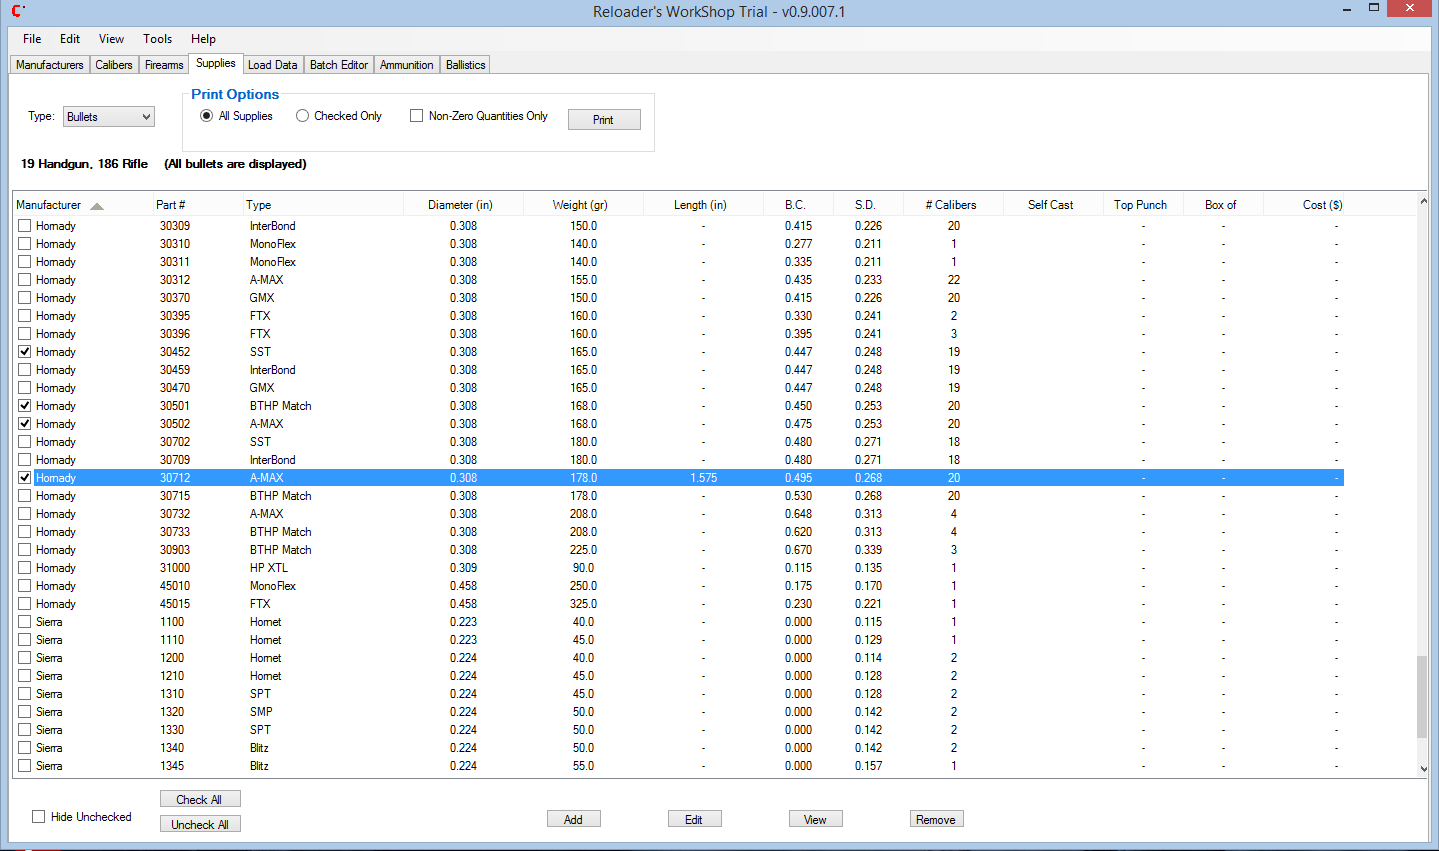 Reloader's WorkShop Trial - v0.9.007.1
File Edit View Tools Help
Manufacturers Calibers Firearms Supplies Load Data Batch Editor Ammunition Ballistics
Print Options
Type: Bullets All Supplies Checked Only Non-Zero Quantities Only Print
19 Handgun, 186 Rifle (All bullets are displayed)
Manufacturer Part # Type Diameter (in) Weight (gr) Length (in) B.C. S.D. # Calibers Self Cast Top Punch Box of Cost ($)
Hornady 30309 InterBond 0.308 150.0 - 0.415 0.226 20 - - -
Hornady 30310 MonoFlex 0.308 140.0 - 0.277 0.211 1 - - -
Hornady 30311 MonoFlex 0.308 140.0 - 0.335 0.211 1 - - -
Hornady 30312 A-MAX 0.308 155.0 - 0.435 0.233 22 - - -
Hornady 30370 GMX 0.308 150.0 - 0.415 0.226 20 - - -
Hornady 30395 FTX 0.308 160.0 - 0.330 0.241 2 - - -
Hornady 30396 FTX 0.308 160.0 - 0.395 0.241 3 - - -
Hornady 30452 SST 0.308 165.0 - 0.447 0.248 19 - - -
Hornady 30459 InterBond 0.308 165.0 - 0.447 0.248 19 - - -
Hornady 30470 GMX 0.308 165.0 - 0.447 0.248 19 - - -
Hornady 30501 BTHP Match 0.308 168.0 - 0.450 0.253 20 - - -
Hornady 30502 A-MAX 0.308 168.0 - 0.475 0.253 20 - - -
Hornady 30702 SST 0.308 180.0 - 0.480 0.271 18 - - -
Hornady 30709 InterBond 0.308 180.0 - 0.480 0.271 18 - - -
Hornady 30712 A-MAX 0.308 178.0 1.575 0.495 0.268 20 - - -
Hornady 30715 BTHP Match 0.308 178.0 - 0.530 0.268 20 - - -
Hornady 30732 A-MAX 0.308 208.0 - 0.648 0.313 4 - - -
Hornady 30733 BTHP Match 0.308 208.0 - 0.620 0.313 4 - - -
Hornady 30903 BTHP Match 0.308 225.0 - 0.670 0.339 3 - - -
Hornady 31000 HP XTL 0.309 90.0 - 0.115 0.135 1 - - -
Hornady 45010 MonoFlex 0.458 250.0 - 0.175 0.170 1 - - -
Hornady 45015 FTX 0.458 325.0 - 0.230 0.221 1 - - -
Sierra 1100 Hornet 0.223 40.0 - 0.000 0.115 1 - - -
Sierra 1110 Hornet 0.223 45.0 - 0.000 0.129 1 - - -
Sierra 1200 Hornet 0.224 40.0 - 0.000 0.114 2 - - -
Sierra 1210 Hornet 0.224 45.0 - 0.000 0.128 2 - - -
Sierra 1310 SPT 0.224 45.0 - 0.000 0.128 2 - - -
Sierra 1320 SMP 0.224 50.0 - 0.000 0.142 2 - - -
Sierra 1330 SPT 0.224 50.0 - 0.000 0.142 2 - - -
Sierra 1340 Blitz 0.224 50.0 - 0.000 0.142 2 - - -
Sierra 1345 Blitz 0.224 55.0 - 0.000 0.157 1 - - -
Check All
Hide Unchecked Add Edit View Remove
Uncheck All